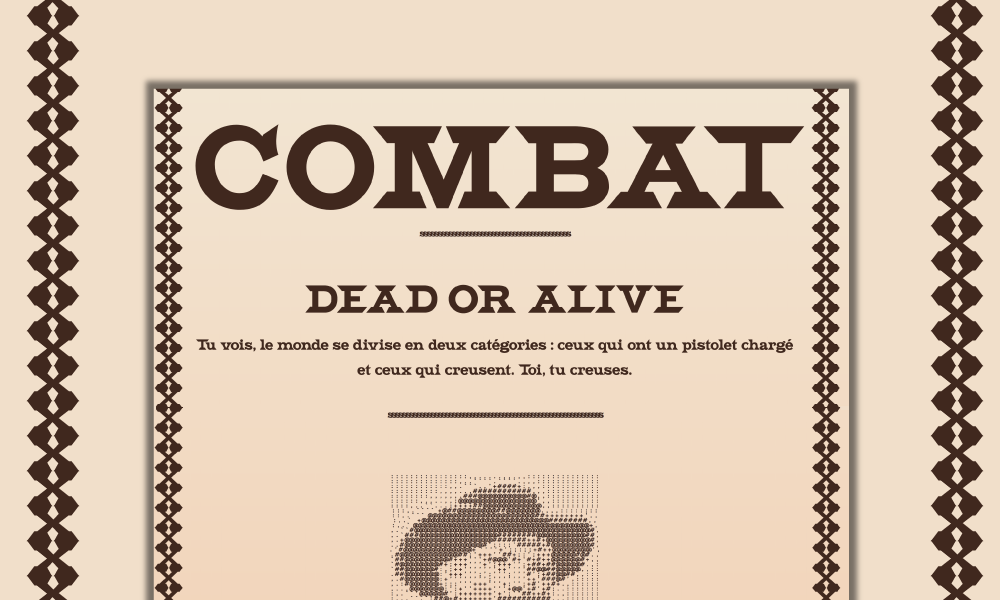 COMBAT
DEAD OR ALIVE
Tu vois, le monde se divise en deux catégories : ceux qui ont un pistolet chargé
et ceux qui creusent. Toi, tu creuses.